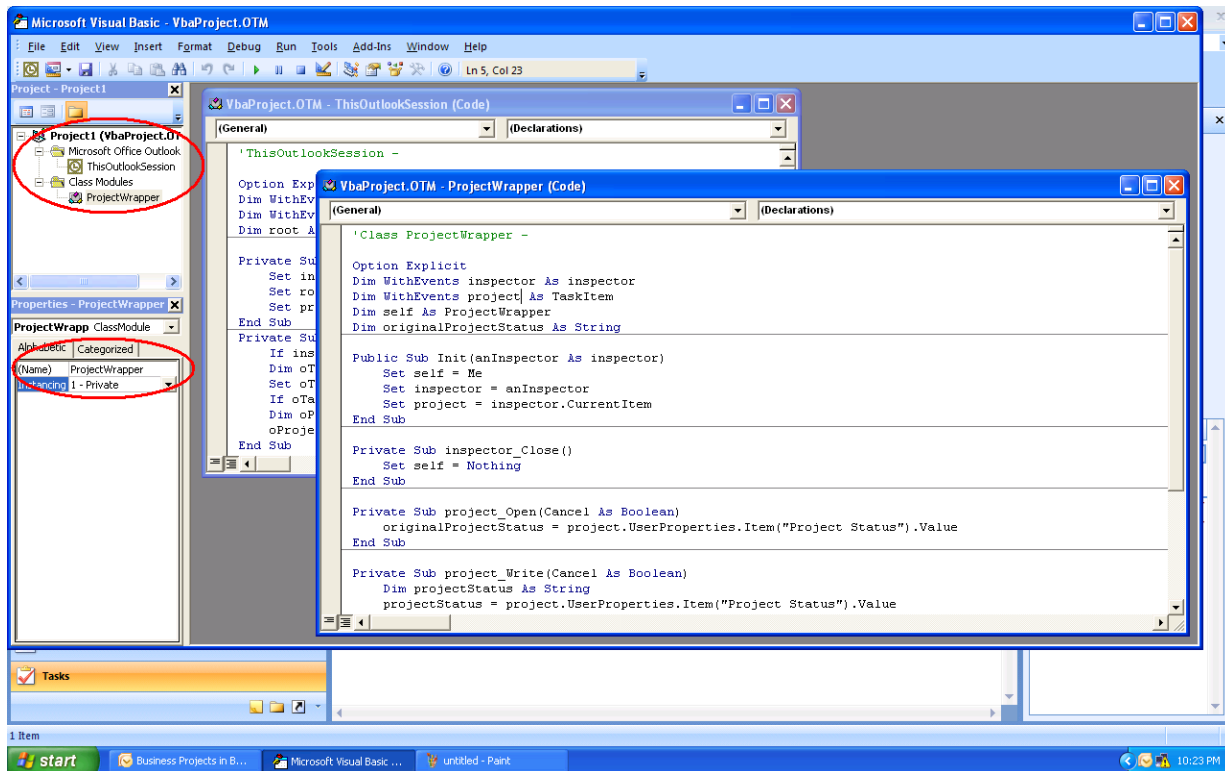 Microsoft Visual Basic - VbaProject.OTM
File Edit View Insert Format Debug Run Tools Add-Ins Window Help
Ln 5, Col 23
Project - Project1
Project1 (VbaProject.OT
Microsoft Office Outlook
ThisOutlookSession
Class Modules
ProjectWrapper
Properties - ProjectWrapper
ProjectWrapp ClassModule
Alphabetic Categorized
(Name) ProjectWrapper
Instancing 1 - Private
VbaProject.OTM - ThisOutlookSession (Code)
(General) (Declarations)
'ThisOutlookSession -
Option Exp
Dim WithEv
Dim WithEv
Dim root A
Private Su
Set in
Set ro
Set pr
End Sub
Private Su
If ins
Dim oT
Set oT
If oTa
Dim oP
oProje
End Sub
VbaProject.OTM - ProjectWrapper (Code)
(General) (Declarations)
'Class ProjectWrapper -
Option Explicit
Dim WithEvents inspector As inspector
Dim WithEvents project As TaskItem
Dim self As ProjectWrapper
Dim originalProjectStatus As String
Public Sub Init(anInspector As inspector)
Set self = Me
Set inspector = anInspector
Set project = inspector.CurrentItem
End Sub
Private Sub inspector_Close()
Set self = Nothing
End Sub
Private Sub project_Open(Cancel As Boolean)
originalProjectStatus = project.UserProperties.Item("Project Status").Value
End Sub
Private Sub project_Write(Cancel As Boolean)
Dim projectStatus As String
projectStatus = project.UserProperties.Item("Project Status").Value
Tasks
1 Item
start
Business Projects in B...
Microsoft Visual Basic ...
untitled - Paint
10:23 PM